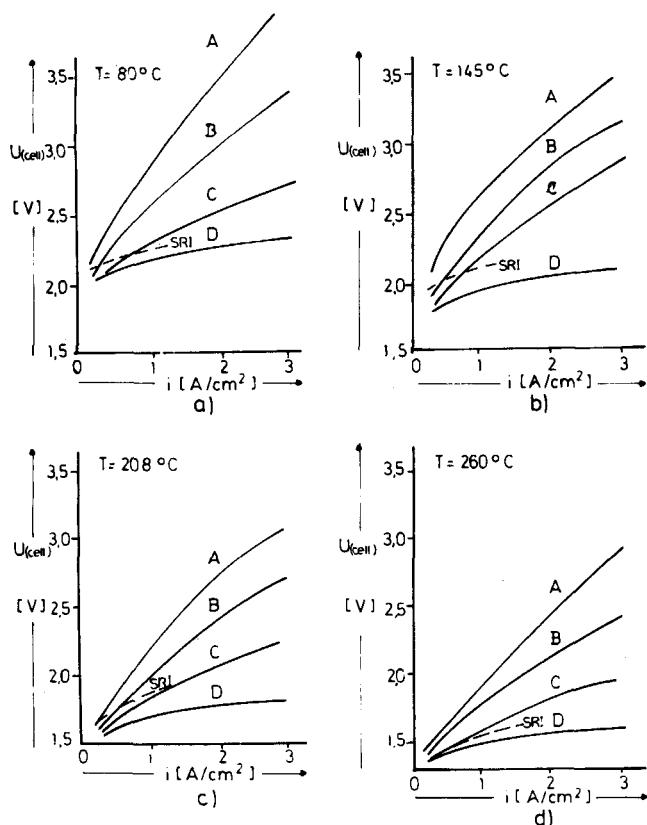 T= 80°C
3,5
U(cell) 3,0
[V]
2,5
2,0
1,5
A
B
C
D
SRI
0 1 2 3
i [A/cm²]
a)
T=145°C
3,5
U(cell) 3,0
[V]
2,5
2,0
1,5
A
B
C
D
SRI
0 1 2 3
i [A/cm²]
b)
T= 208 °C
3,5
U(cell) 3,0
[V]
2,5
2,0
1,5
A
B
C
D
SRI
0 1 2 3
i [A/cm²]
c)
T=260°C
3,5
U(cell) 3,0
[V]
2,5
2,0
1,5
A
B
C
D
SRI
0 1 2 3
i [A/cm²]
d)